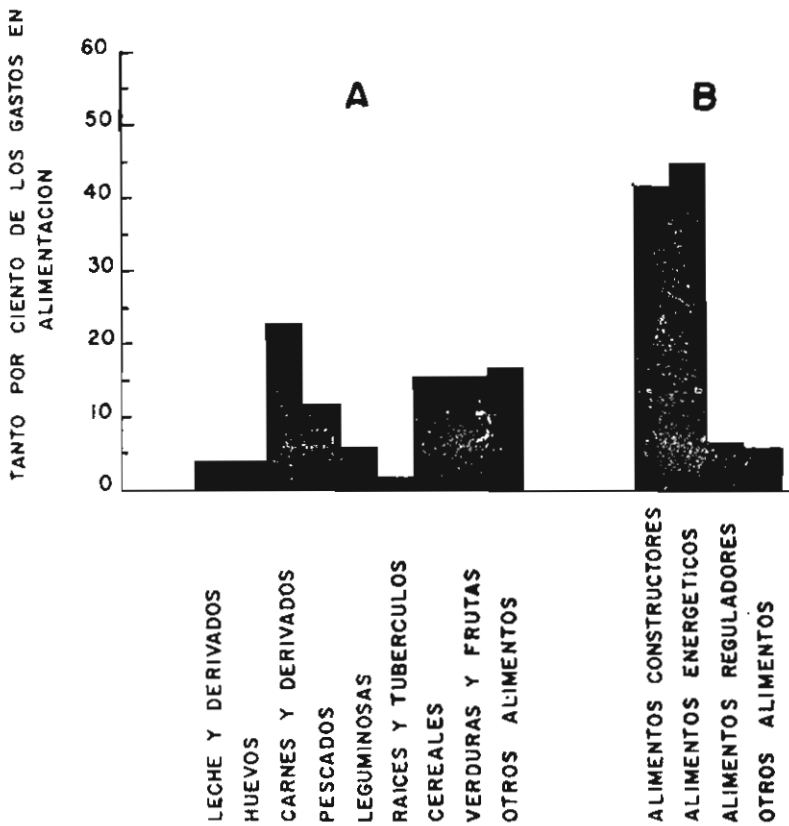 TANTO POR CIENTO DE LOS GASTOS EN
ALIMENTACION
60
50
40
30
20
10
0
A
B
LECHE Y DERIVADOS
HUEVOS
CARNES Y DERIVADOS
PESCADOS
LEGUMINOSAS
RAICES Y TUBERCULOS
CEREALES
VERDURAS Y FRUTAS
OTROS ALIMENTOS
ALIMENTOS CONSTRUCTORES
ALIMENTOS ENERGETICOS
ALIMENTOS REGULADORES
OTROS ALIMENTOS